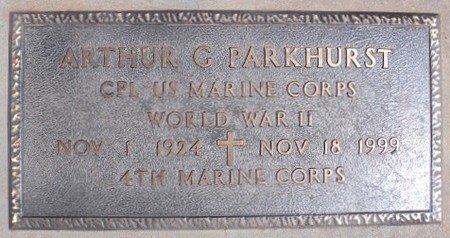 ARTHUR G PARKHURST
CPL US MARINE CORPS
WORLD WAR II
NOV 1 1924 ✝ NOV 18 1999
4TH MARINE CORPS